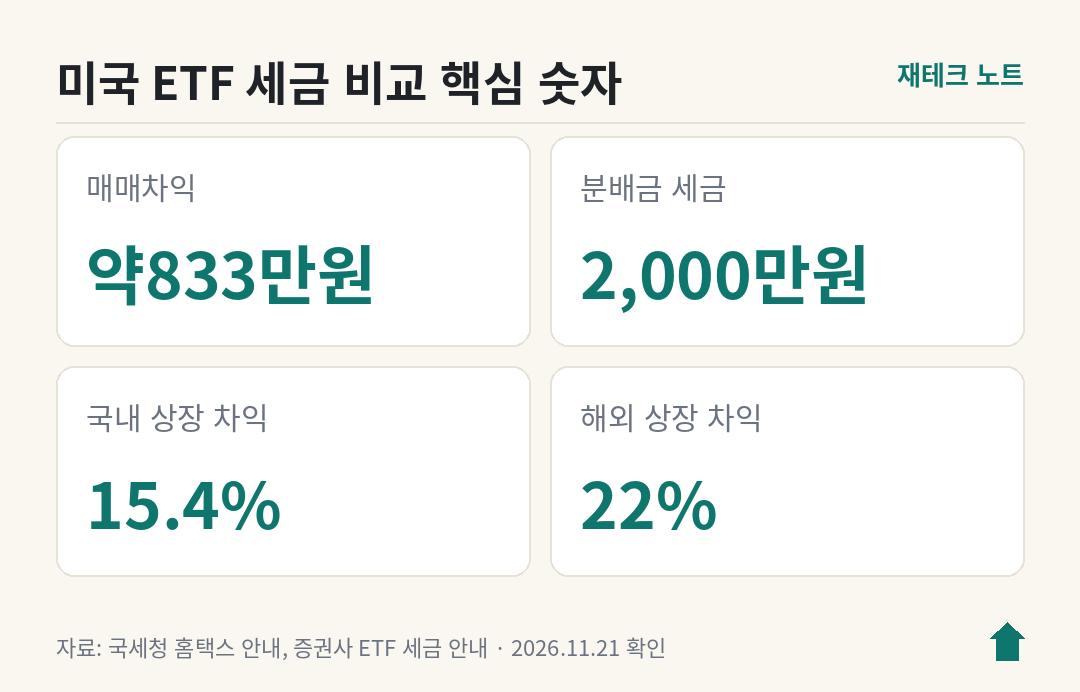 미국 ETF 세금 비교 핵심 숫자
재테크 노트
매매차익
약833만원
분배금 세금
2,000만원
국내 상장 차익
15.4%
해외 상장 차익
22%
자료: 국세청 홈택스 안내, 증권사 ETF 세금 안내 · 2026.11.21 확인